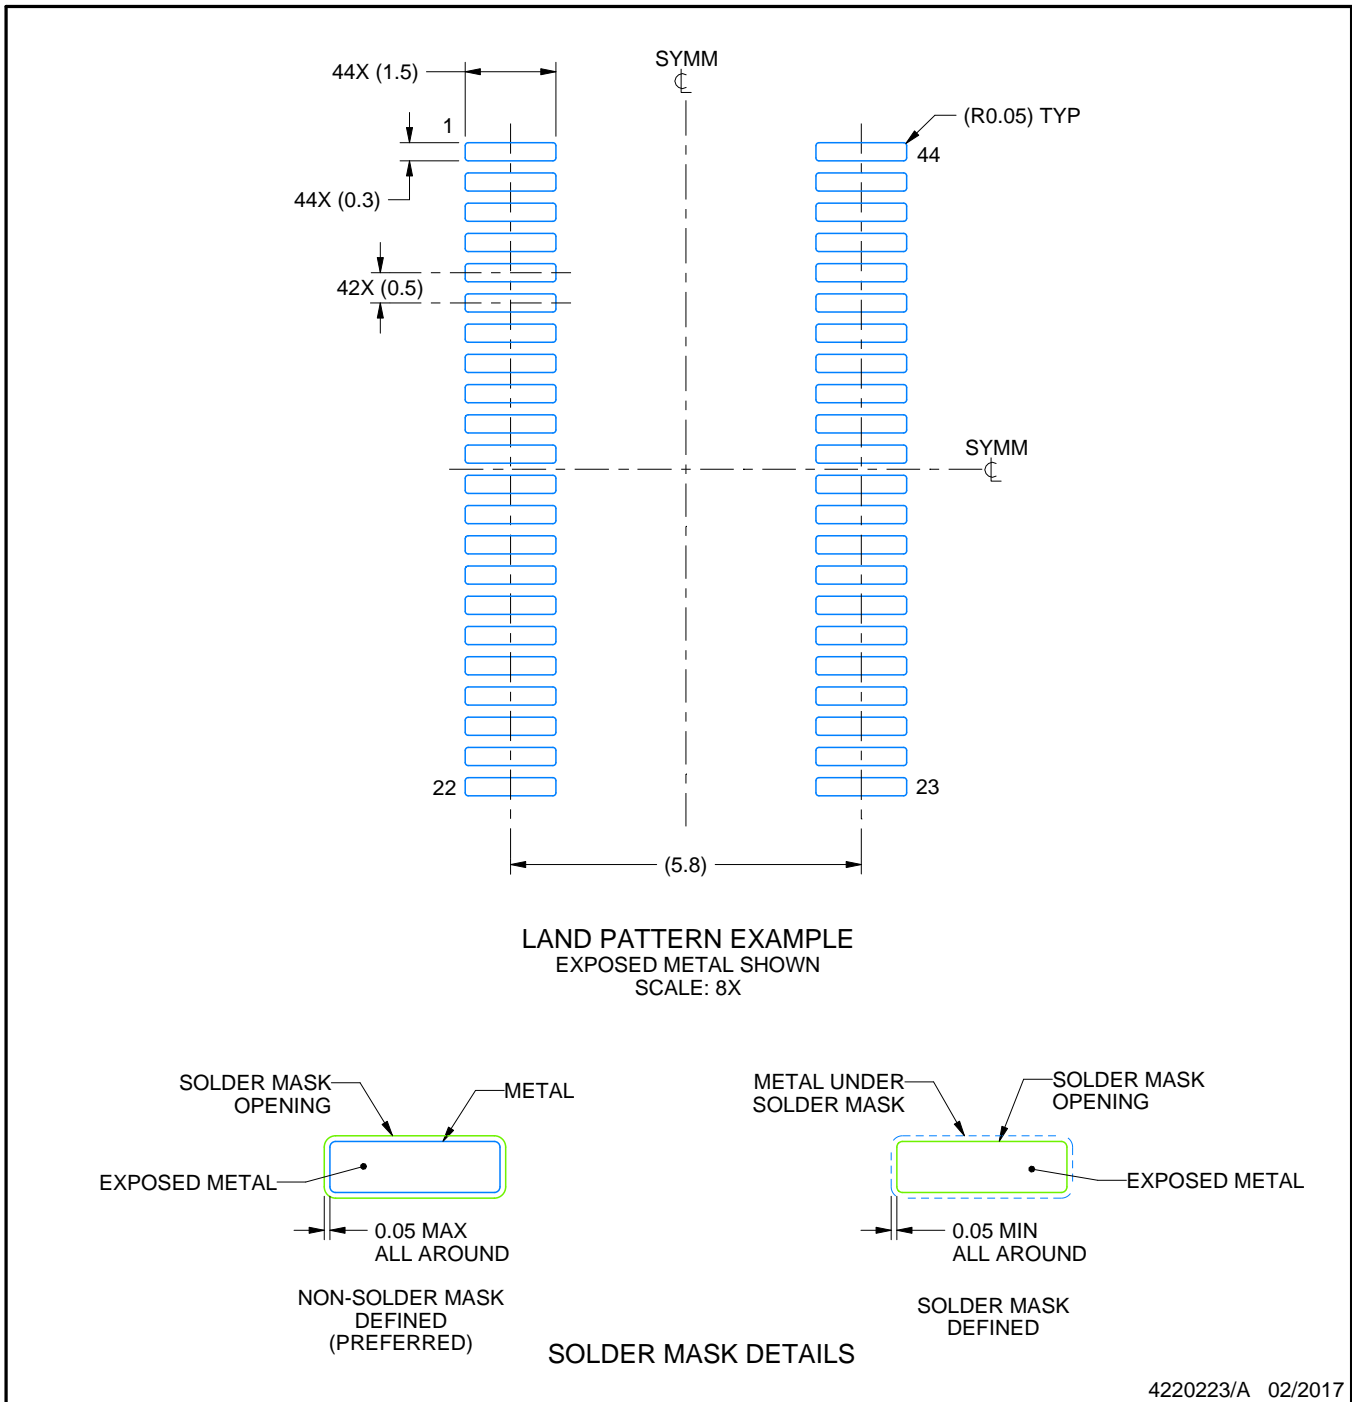 SYMM
44X (1.5)
(R0.05) TYP
1
44
44X (0.3)
42X (0.5)
SYMM
22
23
(5.8)
LAND PATTERN EXAMPLE
EXPOSED METAL SHOWN
SCALE: 8X
SOLDER MASK
OPENING
METAL
EXPOSED METAL
0.05 MAX
ALL AROUND
NON-SOLDER MASK
DEFINED
(PREFERRED)
METAL UNDER
SOLDER MASK
SOLDER MASK
OPENING
EXPOSED METAL
0.05 MIN
ALL AROUND
SOLDER MASK
DEFINED
SOLDER MASK DETAILS
4220223/A 02/2017